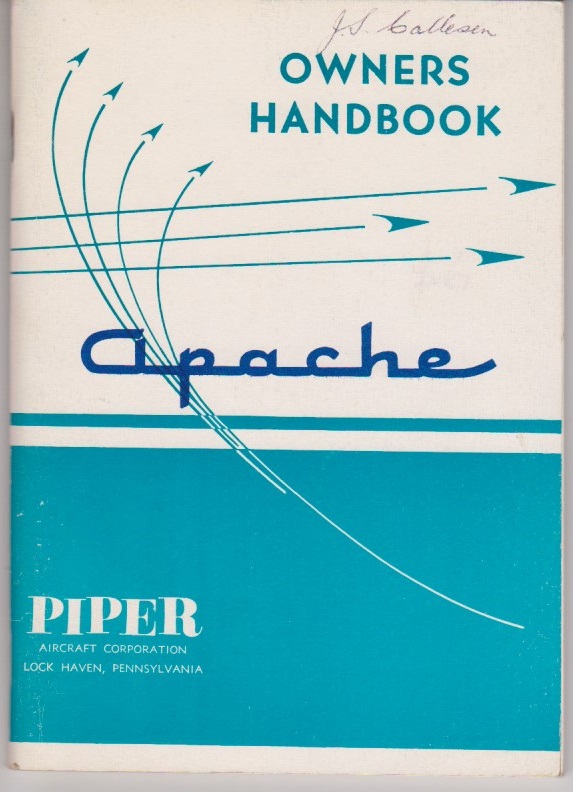 J.S. Callesen
OWNERS
HANDBOOK
apache
PIPER
AIRCRAFT CORPORATION
LOCK HAVEN, PENNSYLVANIA